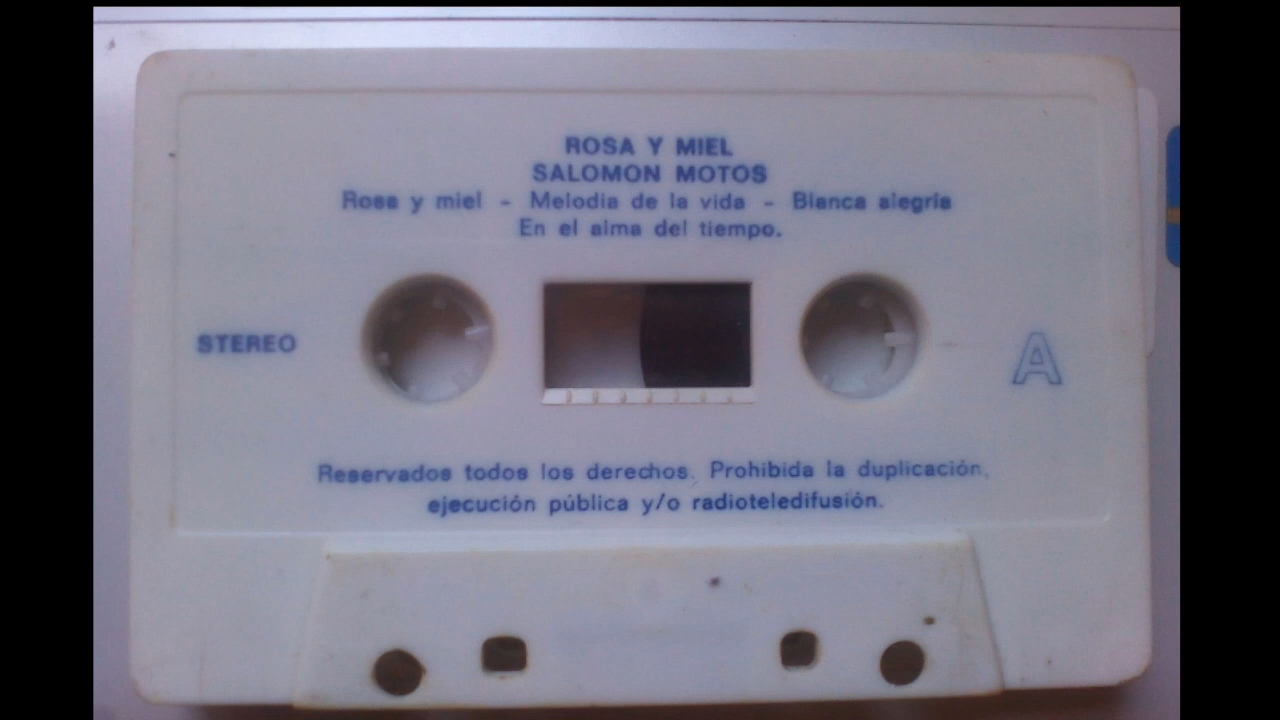 ROSA Y MIEL
SALOMON MOTOS
Rosa y miel - Melodia de la vida - Blanca alegria
En el alma del tiempo.
STEREO
A
Reservados todos los derechos. Prohibida la duplicación,
ejecución pública y/o radioteledifusión.